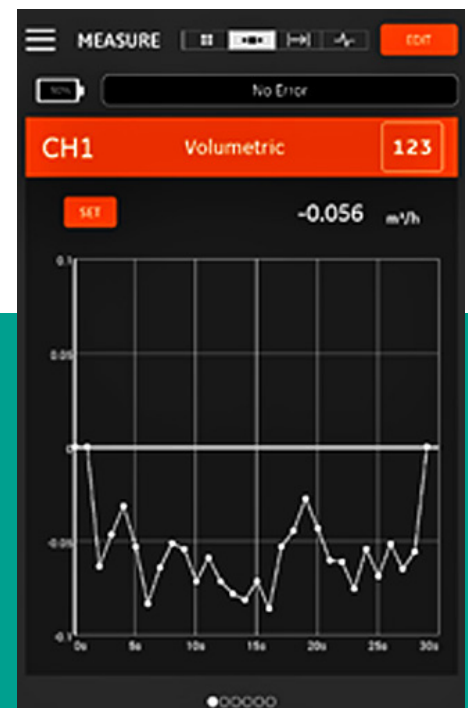 MEASURE EDIT
No Error
CH1 Volumetric 123
SET -0.056 m³/h
0.1
0.05
0
-0.05
-0.1
0s 5s 10s 15s 20s 25s 30s